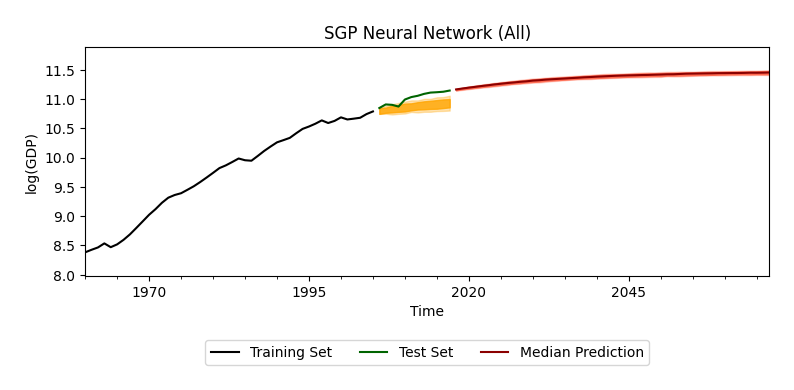 SGP Neural Network (All)
11.5
11.0
10.5
10.0
9.5
9.0
8.5
8.0
log(GDP)
1970 1995 2020 2045
Time
Training Set Test Set Median Prediction